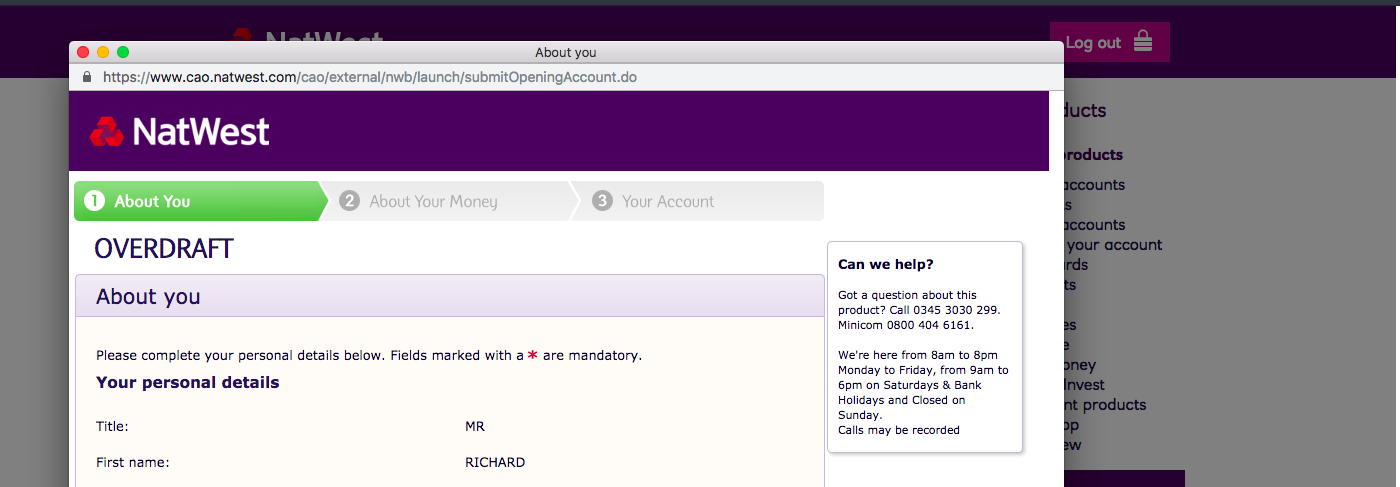 NatWest
Log out
About you
https://www.cao.natwest.com/cao/external/nwb/launch/submitOpeningAccount.do
NatWest
1 About You
2 About Your Money
3 Your Account
OVERDRAFT
About you
Please complete your personal details below. Fields marked with a * are mandatory.
Your personal details
Title: MR
First name: RICHARD
Can we help?
Got a question about this
product? Call 0345 3030 299.
Minicom 0800 404 6161.
We're here from 8am to 8pm
Monday to Friday, from 9am to
6pm on Saturdays & Bank
Holidays and Closed on
Sunday.
Calls may be recorded
ducts
products
accounts
s
accounts
your account
rds
ts
es
e
oney
Invest
nt products
pp
ew